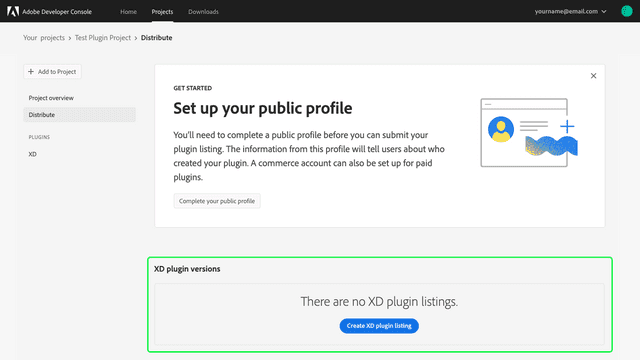 Adobe Developer Console Home Projects Downloads yourname@email.com
Your projects > Test Plugin Project > Distribute
+ Add to Project
Project overview
Distribute
PLUGINS
XD
GET STARTED
Set up your public profile
You'll need to complete a public profile before you can submit your
plugin listing. The information from this profile will tell users about who
created your plugin. A commerce account can also be set up for paid
plugins.
Complete your public profile
XD plugin versions
There are no XD plugin listings.
Create XD plugin listing